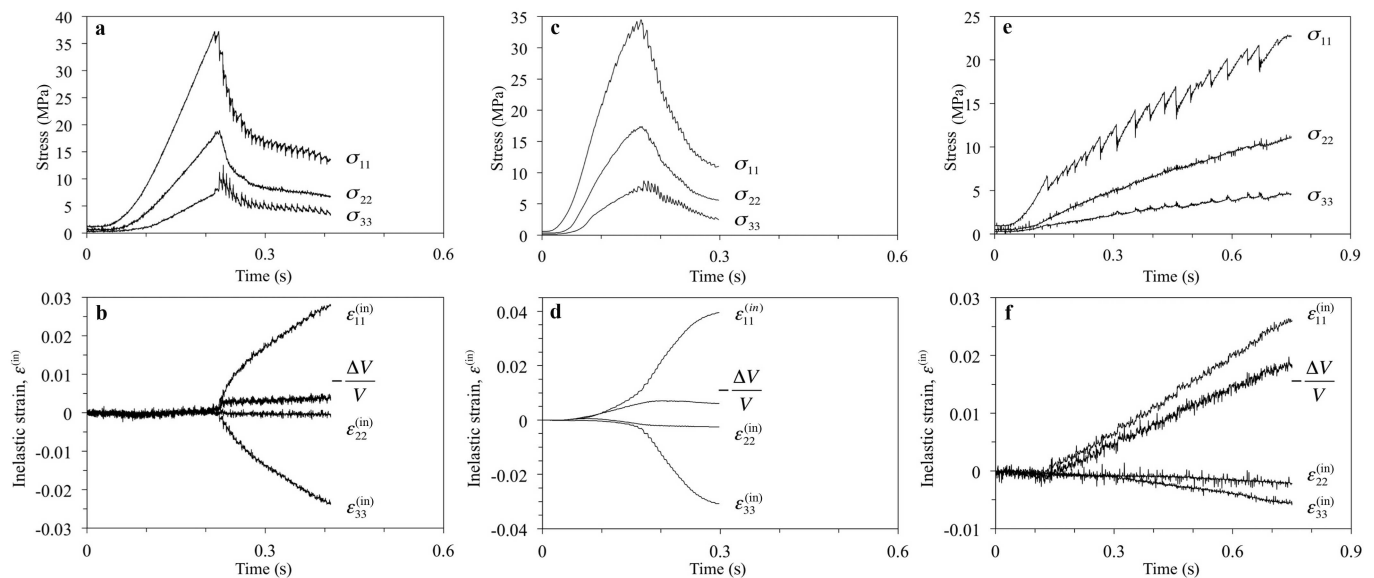 a
Stress (MPa)
40
35
30
25
20
15
10
5
0
σ11
σ22
σ33
0
0.3
0.6
Time (s)
c
Stress (MPa)
35
30
25
20
15
10
5
0
σ11
σ22
σ33
0
0.3
0.6
Time (s)
e
Stress (MPa)
25
20
15
10
5
0
σ11
σ22
σ33
0
0.3
0.6
0.9
Time (s)
b
Inelastic strain, ε(in)
0.03
0.02
0.01
0
-0.01
-0.02
-0.03
ε11(in)
−ΔV/V
ε22(in)
ε33(in)
0
0.3
0.6
Time (s)
d
Inelastic strain, ε(in)
0.04
0.02
0.00
-0.02
-0.04
ε11(in)
−ΔV/V
ε22(in)
ε33(in)
0
0.3
0.6
Time (s)
f
Inelastic strain, ε(in)
0.03
0.02
0.01
0
-0.01
ε11(in)
−ΔV/V
ε22(in)
ε33(in)
0
0.3
0.6
0.9
Time (s)